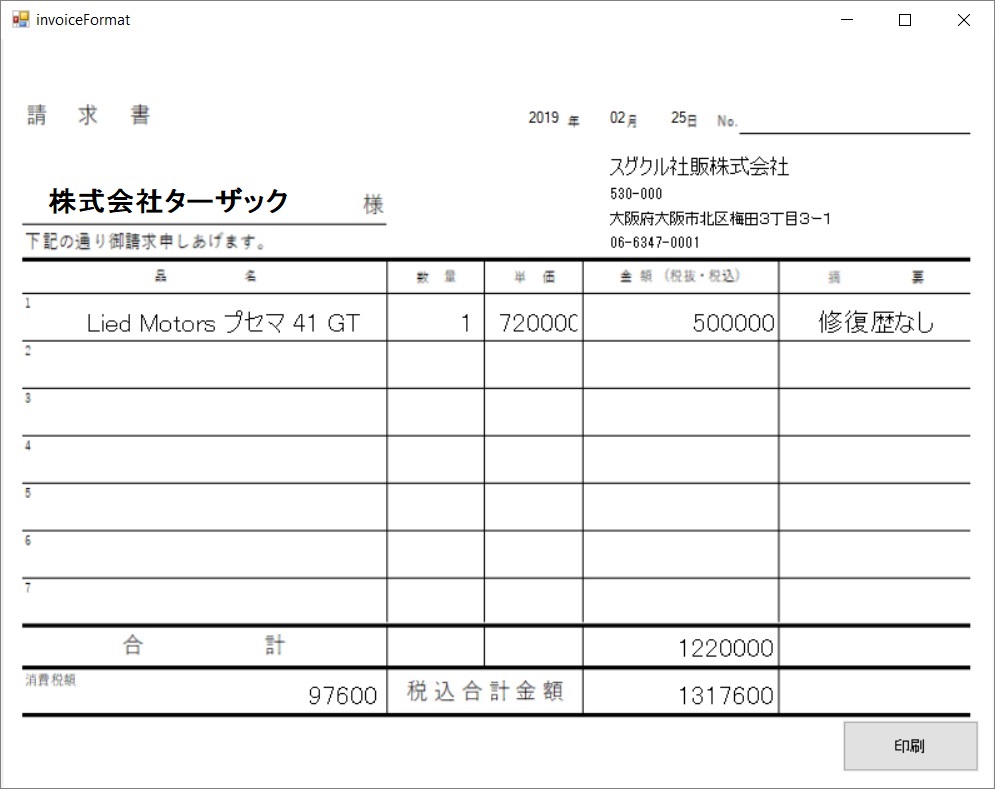 invoiceFormat
請 求 書
2019 年 02月 25日 No.
スグクル社販株式会社
530-000
株式会社ターザック 様
大阪府大阪市北区梅田3丁目3-1
下記の通り御請求申しあげます。
06-6347-0001
品 名 数 量 単 価 金 額 (税抜・税込) 摘 要
1 Lied Motors プセマ 41 GT 1 720000 500000 修復歴なし
2
3
4
5
6
7
合 計 1220000
消費税額 97600 税込合計金額 1317600
印刷